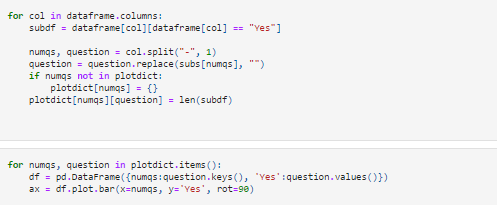 for col in dataframe.columns:
    subdf = dataframe[col][dataframe[col] == "Yes"]
    numqs, question = col.split("-", 1)
    question = question.replace(subs[numqs], "")
    if numqs not in plotdict:
        plotdict[numqs] = {}
    plotdict[numqs][question] = len(subdf)
for numqs, question in plotdict.items():
    df = pd.DataFrame({numqs:question.keys(), 'Yes':question.values()})
    ax = df.plot.bar(x=numqs, y='Yes', rot=90)